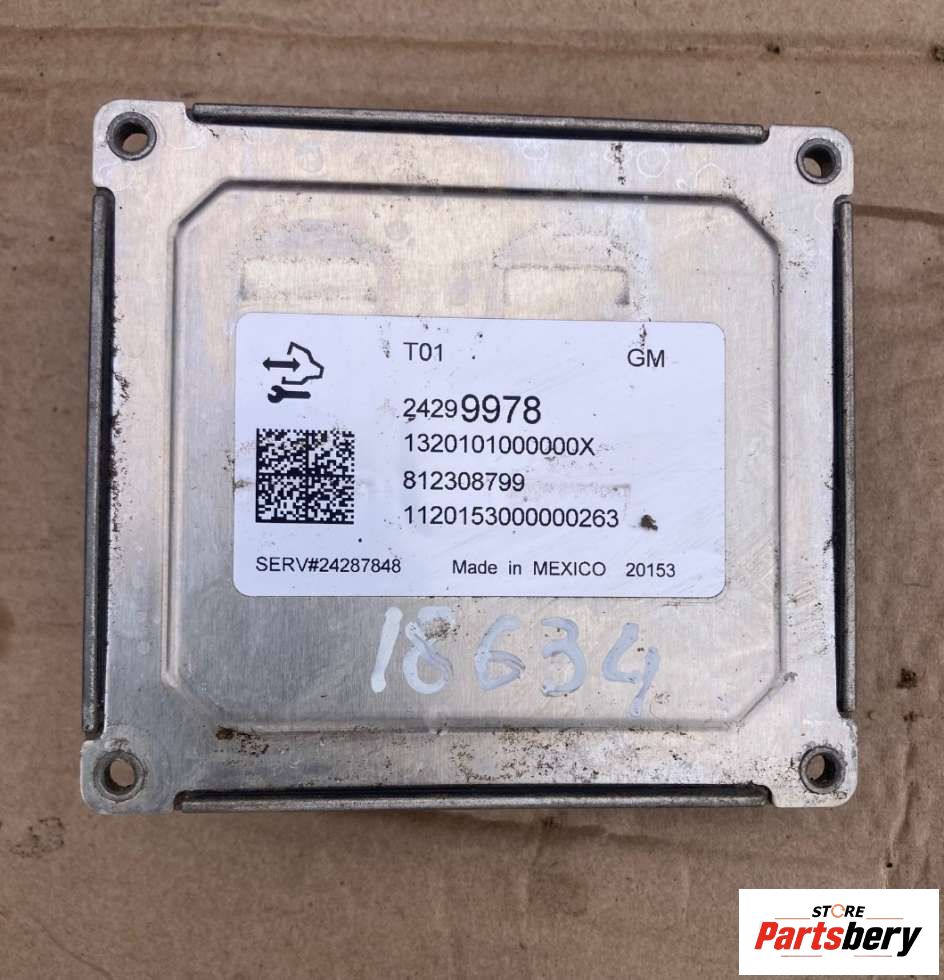 T01 GM
24299978
1320101000000X
812308799
1120153000000263
SERV#24287848 Made in MEXICO 20153
18634
STORE
Partsbery